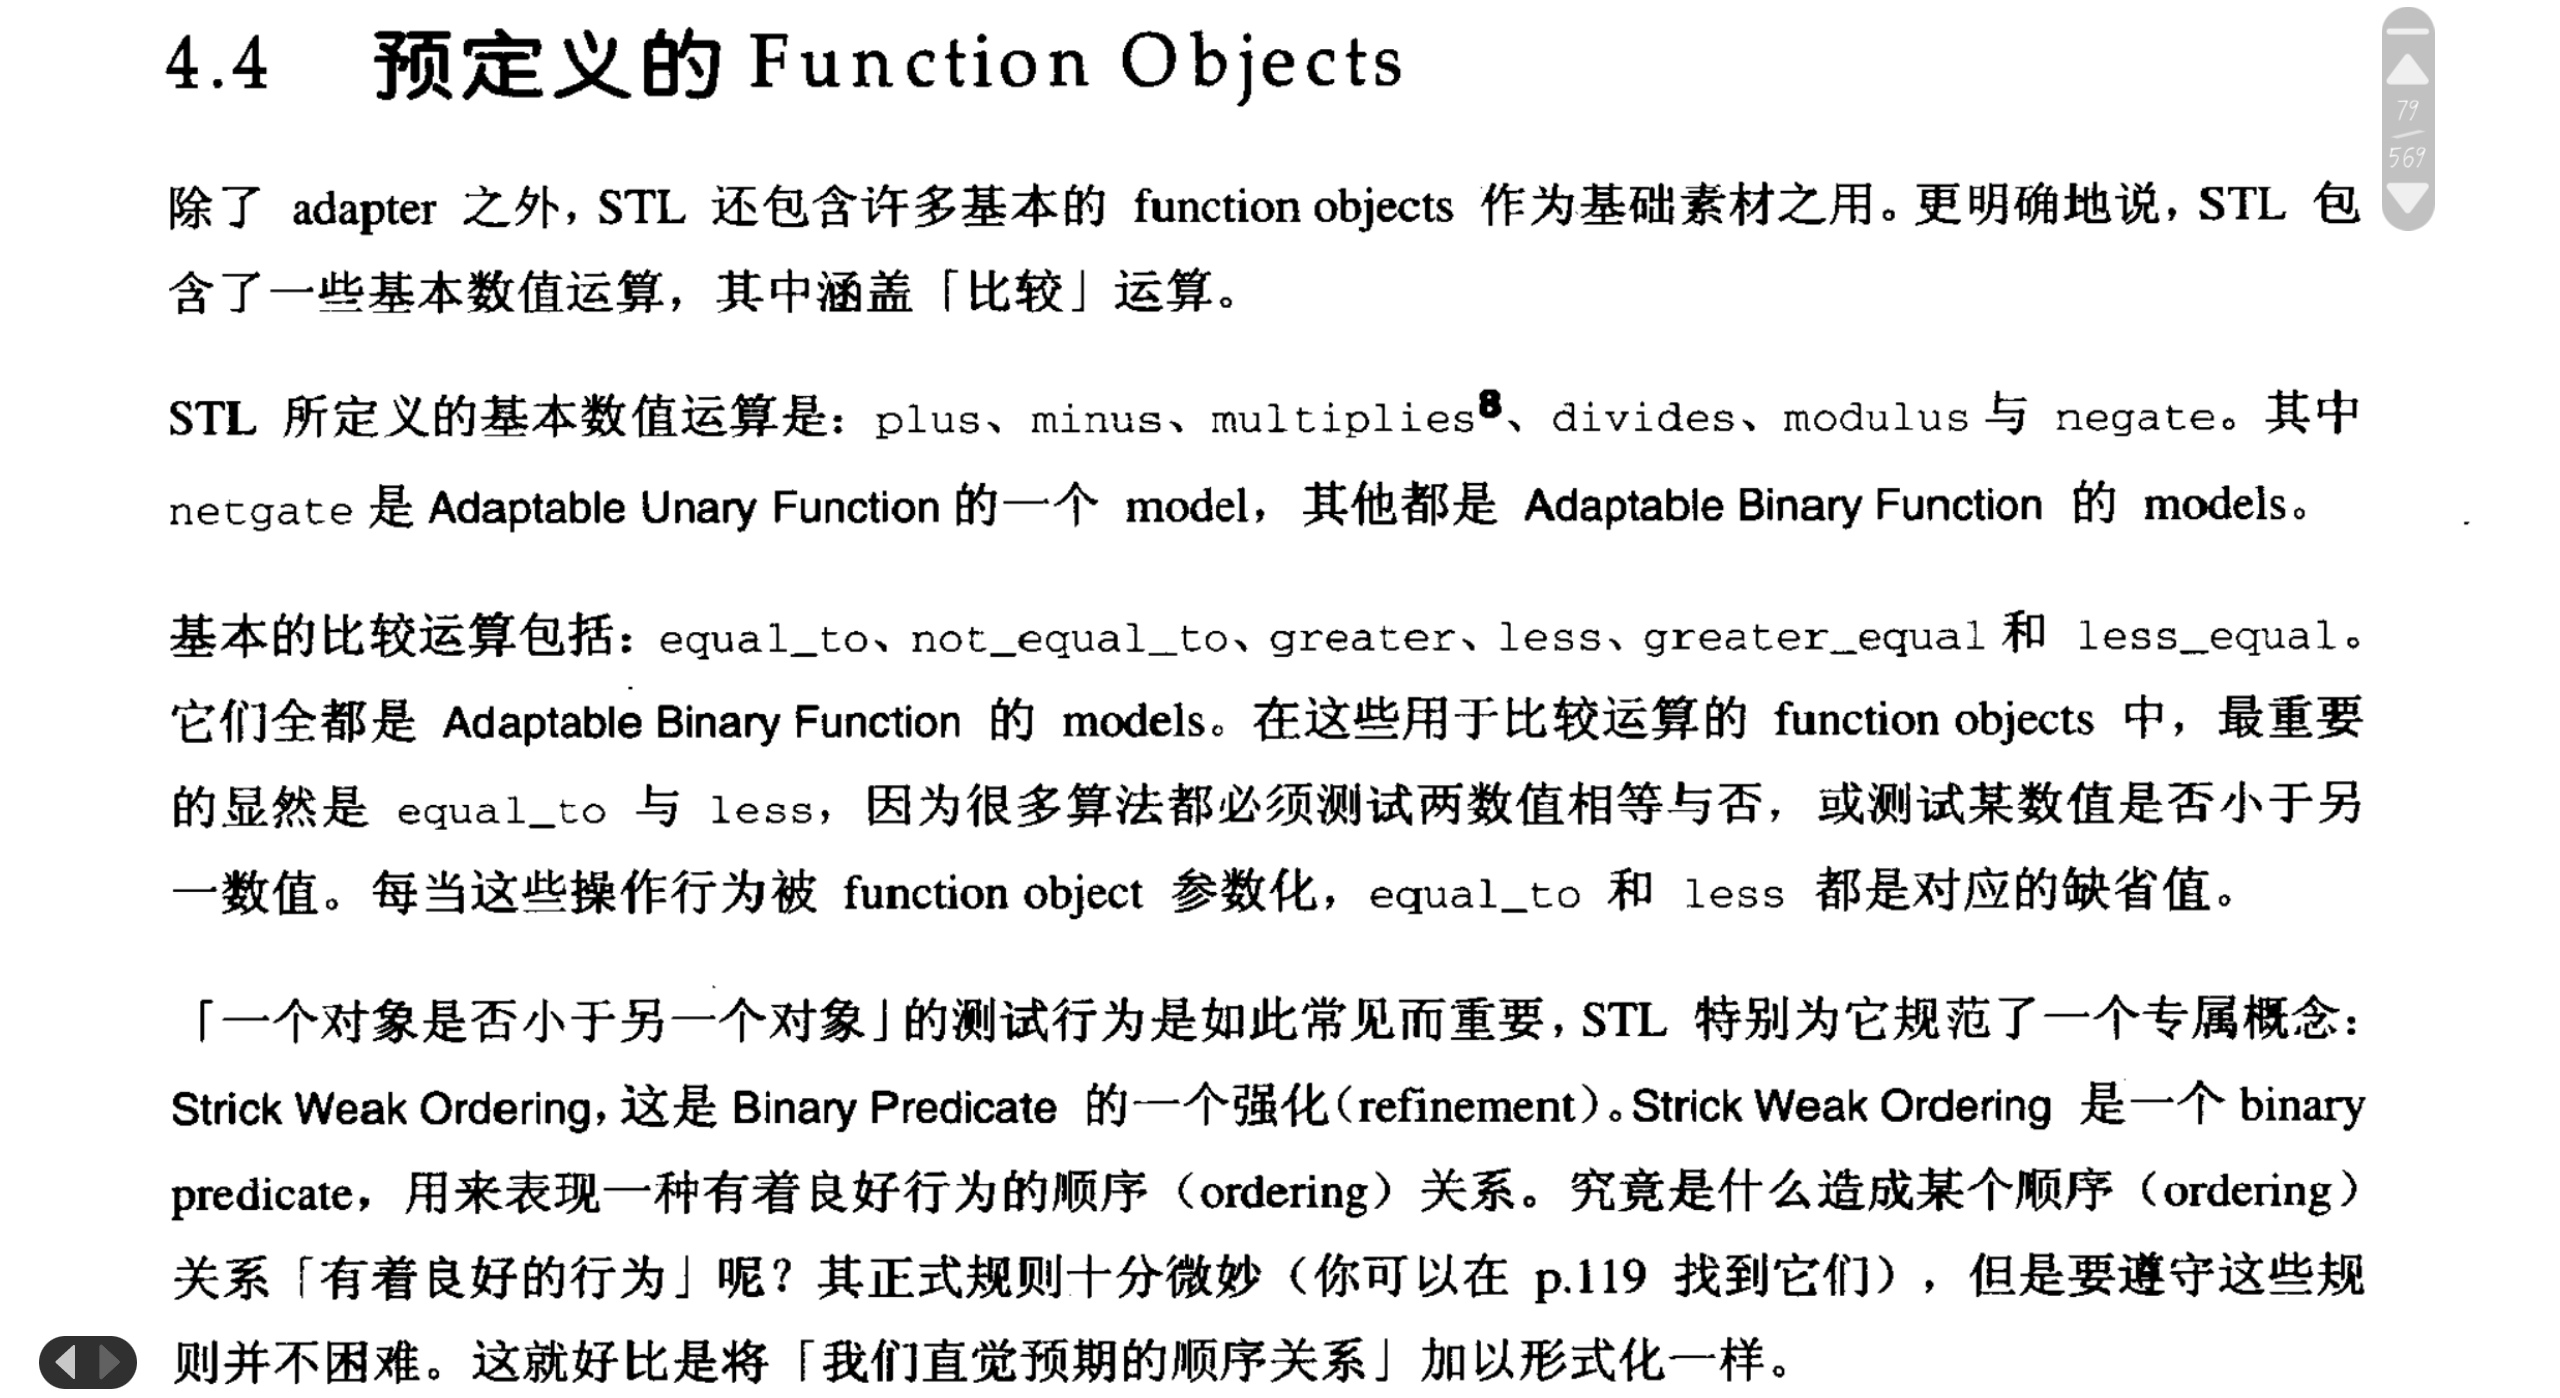 4.4 预定义的 Function Objects
79
569
除了 adapter 之外，STL 还包含许多基本的 function objects 作为基础素材之用。更明确地说，STL 包
含了一些基本数值运算，其中涵盖「比较」运算。
STL 所定义的基本数值运算是：plus、minus、multiplies8、divides、modulus 与 negate。其中
netgate 是 Adaptable Unary Function 的一个 model，其他都是 Adaptable Binary Function 的 models。
基本的比较运算包括：equal_to、not_equal_to、greater、less、greater_equal 和 less_equal。
它们全都是 Adaptable Binary Function 的 models。在这些用于比较运算的 function objects 中，最重要
的显然是 equal_to 与 less，因为很多算法都必须测试两数值相等与否，或测试某数值是否小于另
一数值。每当这些操作行为被 function object 参数化，equal_to 和 less 都是对应的缺省值。
「一个对象是否小于另一个对象」的测试行为是如此常见而重要，STL 特别为它规范了一个专属概念：
Strick Weak Ordering，这是 Binary Predicate 的一个强化（refinement）。Strick Weak Ordering 是一个 binary
predicate，用来表现一种有着良好行为的顺序（ordering）关系。究竟是什么造成某个顺序（ordering）
关系「有着良好的行为」呢？其正式规则十分微妙（你可以在 p.119 找到它们），但是要遵守这些规
则并不困难。这就好比是将「我们直觉预期的顺序关系」加以形式化一样。